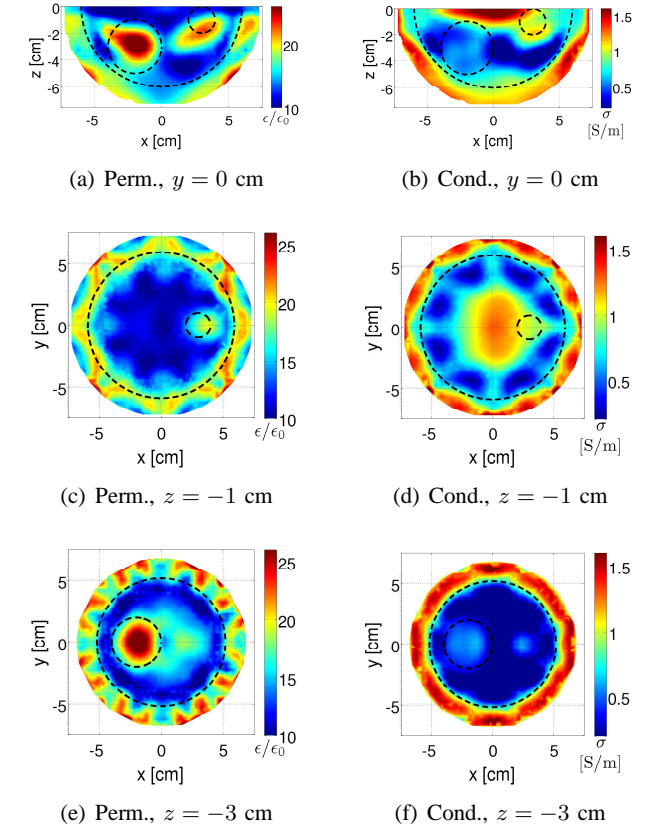 0
-2
-4
-6
z [cm]
-5 0 5
x [cm]
20
10
ϵ/ϵ0
(a) Perm., y = 0 cm
0
-2
-4
-6
z [cm]
-5 0 5
x [cm]
1.5
1
0.5
σ
[S/m]
(b) Cond., y = 0 cm
5
0
-5
y [cm]
-5 0 5
x [cm]
25
20
15
10
ϵ/ϵ0
(c) Perm., z = −1 cm
5
0
-5
y [cm]
-5 0 5
x [cm]
1.5
1
0.5
σ
[S/m]
(d) Cond., z = −1 cm
5
0
-5
y [cm]
-5 0 5
x [cm]
25
20
15
10
ϵ/ϵ0
(e) Perm., z = −3 cm
5
0
-5
y [cm]
-5 0 5
x [cm]
1.5
1
0.5
σ
[S/m]
(f) Cond., z = −3 cm